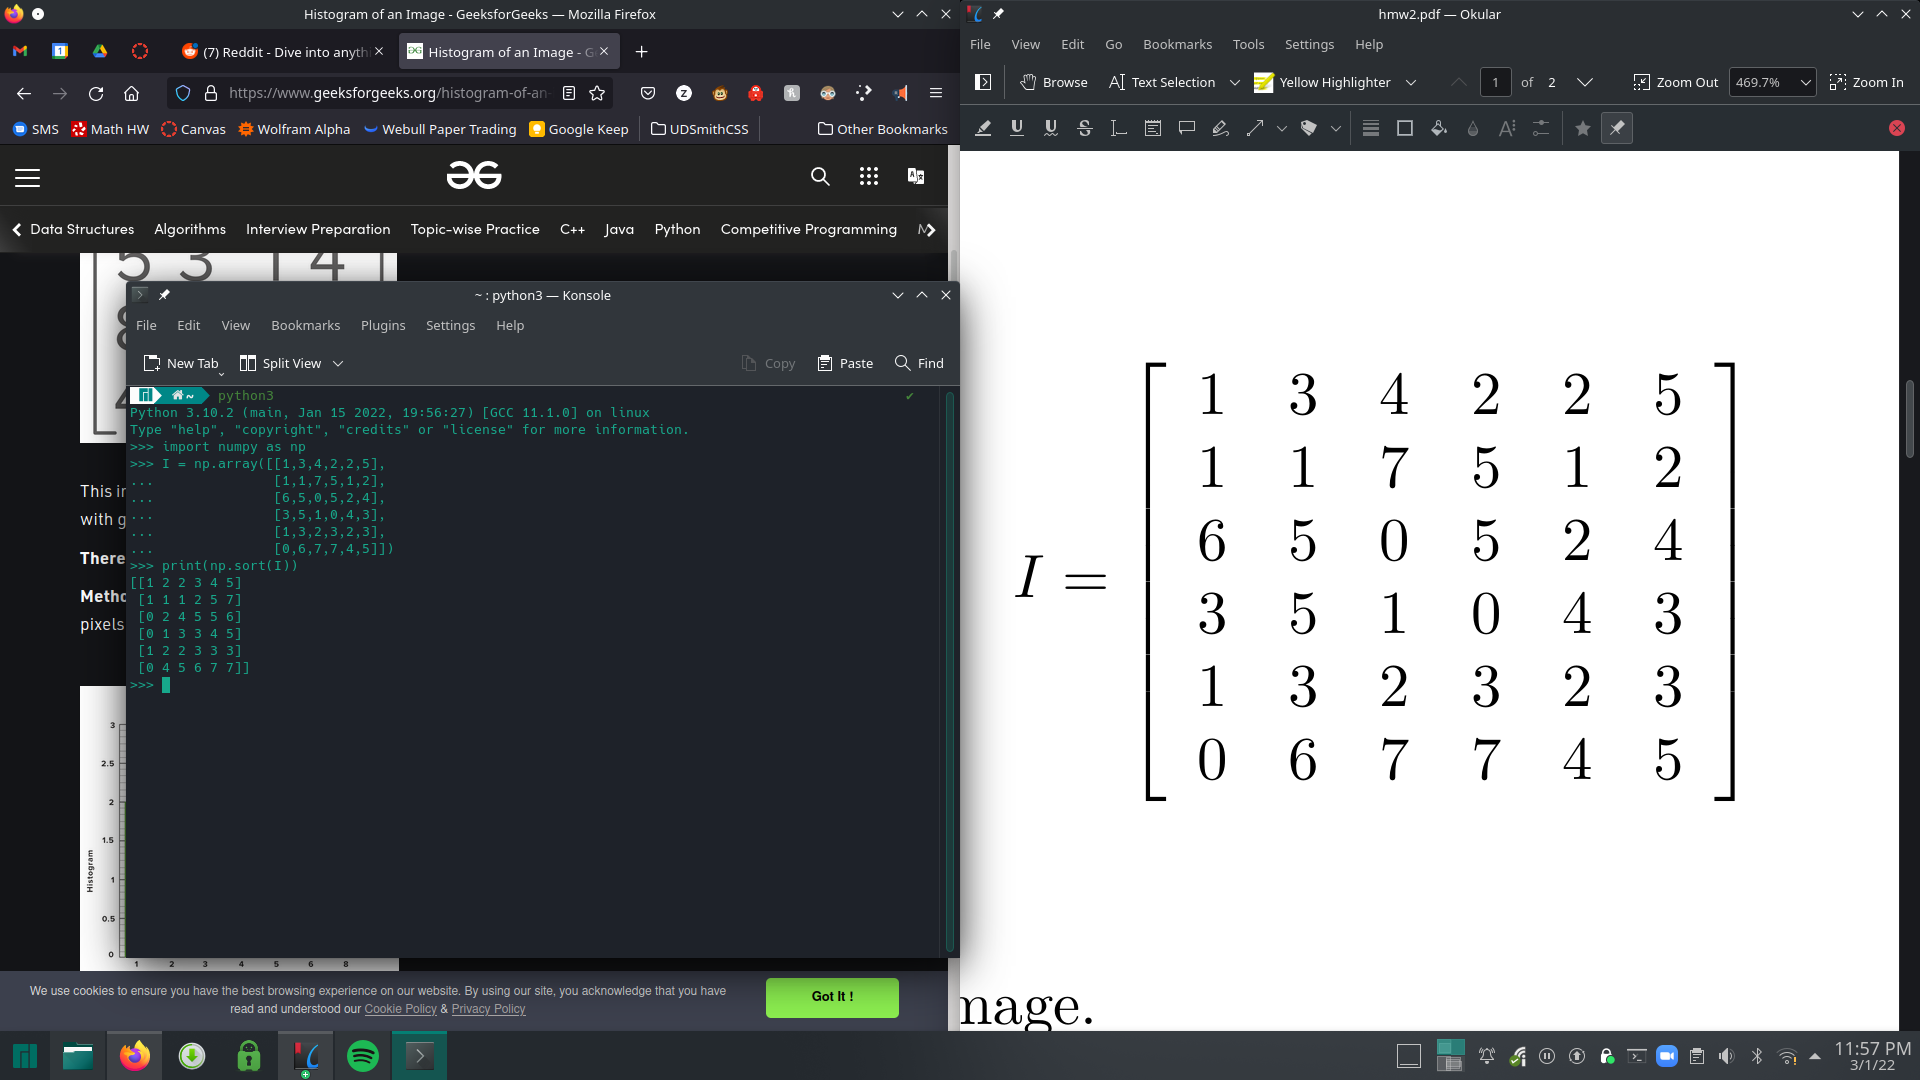 Histogram of an Image - GeeksforGeeks — Mozilla Firefox
(7) Reddit - Dive into anythi
Histogram of an Image - G
https://www.geeksforgeeks.org/histogram-of-an-
SMS Math HW Canvas Wolfram Alpha Webull Paper Trading Google Keep UDSmithCSS Other Bookmarks
Data Structures Algorithms Interview Preparation Topic-wise Practice C++ Java Python Competitive Programming M
5 3 1 4
This in
with g
There
Metho
pixels
3
2.5
2
1.5
1
0.5
0
Histogram
1 2 3 4 5 6 8
We use cookies to ensure you have the best browsing experience on our website. By using our site, you acknowledge that you have
read and understood our Cookie Policy & Privacy Policy
Got It !
~ : python3 — Konsole
File Edit View Bookmarks Plugins Settings Help
New Tab Split View Copy Paste Find
~ python3
Python 3.10.2 (main, Jan 15 2022, 19:56:27) [GCC 11.1.0] on linux
Type "help", "copyright", "credits" or "license" for more information.
>>> import numpy as np
>>> I = np.array([[1,3,4,2,2,5],
... [1,1,7,5,1,2],
... [6,5,0,5,2,4],
... [3,5,1,0,4,3],
... [1,3,2,3,2,3],
... [0,6,7,7,4,5]])
>>> print(np.sort(I))
[[1 2 2 3 4 5]
[1 1 1 2 5 7]
[0 2 4 5 5 6]
[0 1 3 3 4 5]
[1 2 2 3 3 3]
[0 4 5 6 7 7]]
>>>
hmw2.pdf — Okular
File View Edit Go Bookmarks Tools Settings Help
Browse Text Selection Yellow Highlighter 1 of 2 Zoom Out 469.7% Zoom In
1 3 4 2 2 5
1 1 7 5 1 2
6 5 0 5 2 4
I =
3 5 1 0 4 3
1 3 2 3 2 3
0 6 7 7 4 5
mage.
11:57 PM
3/1/22